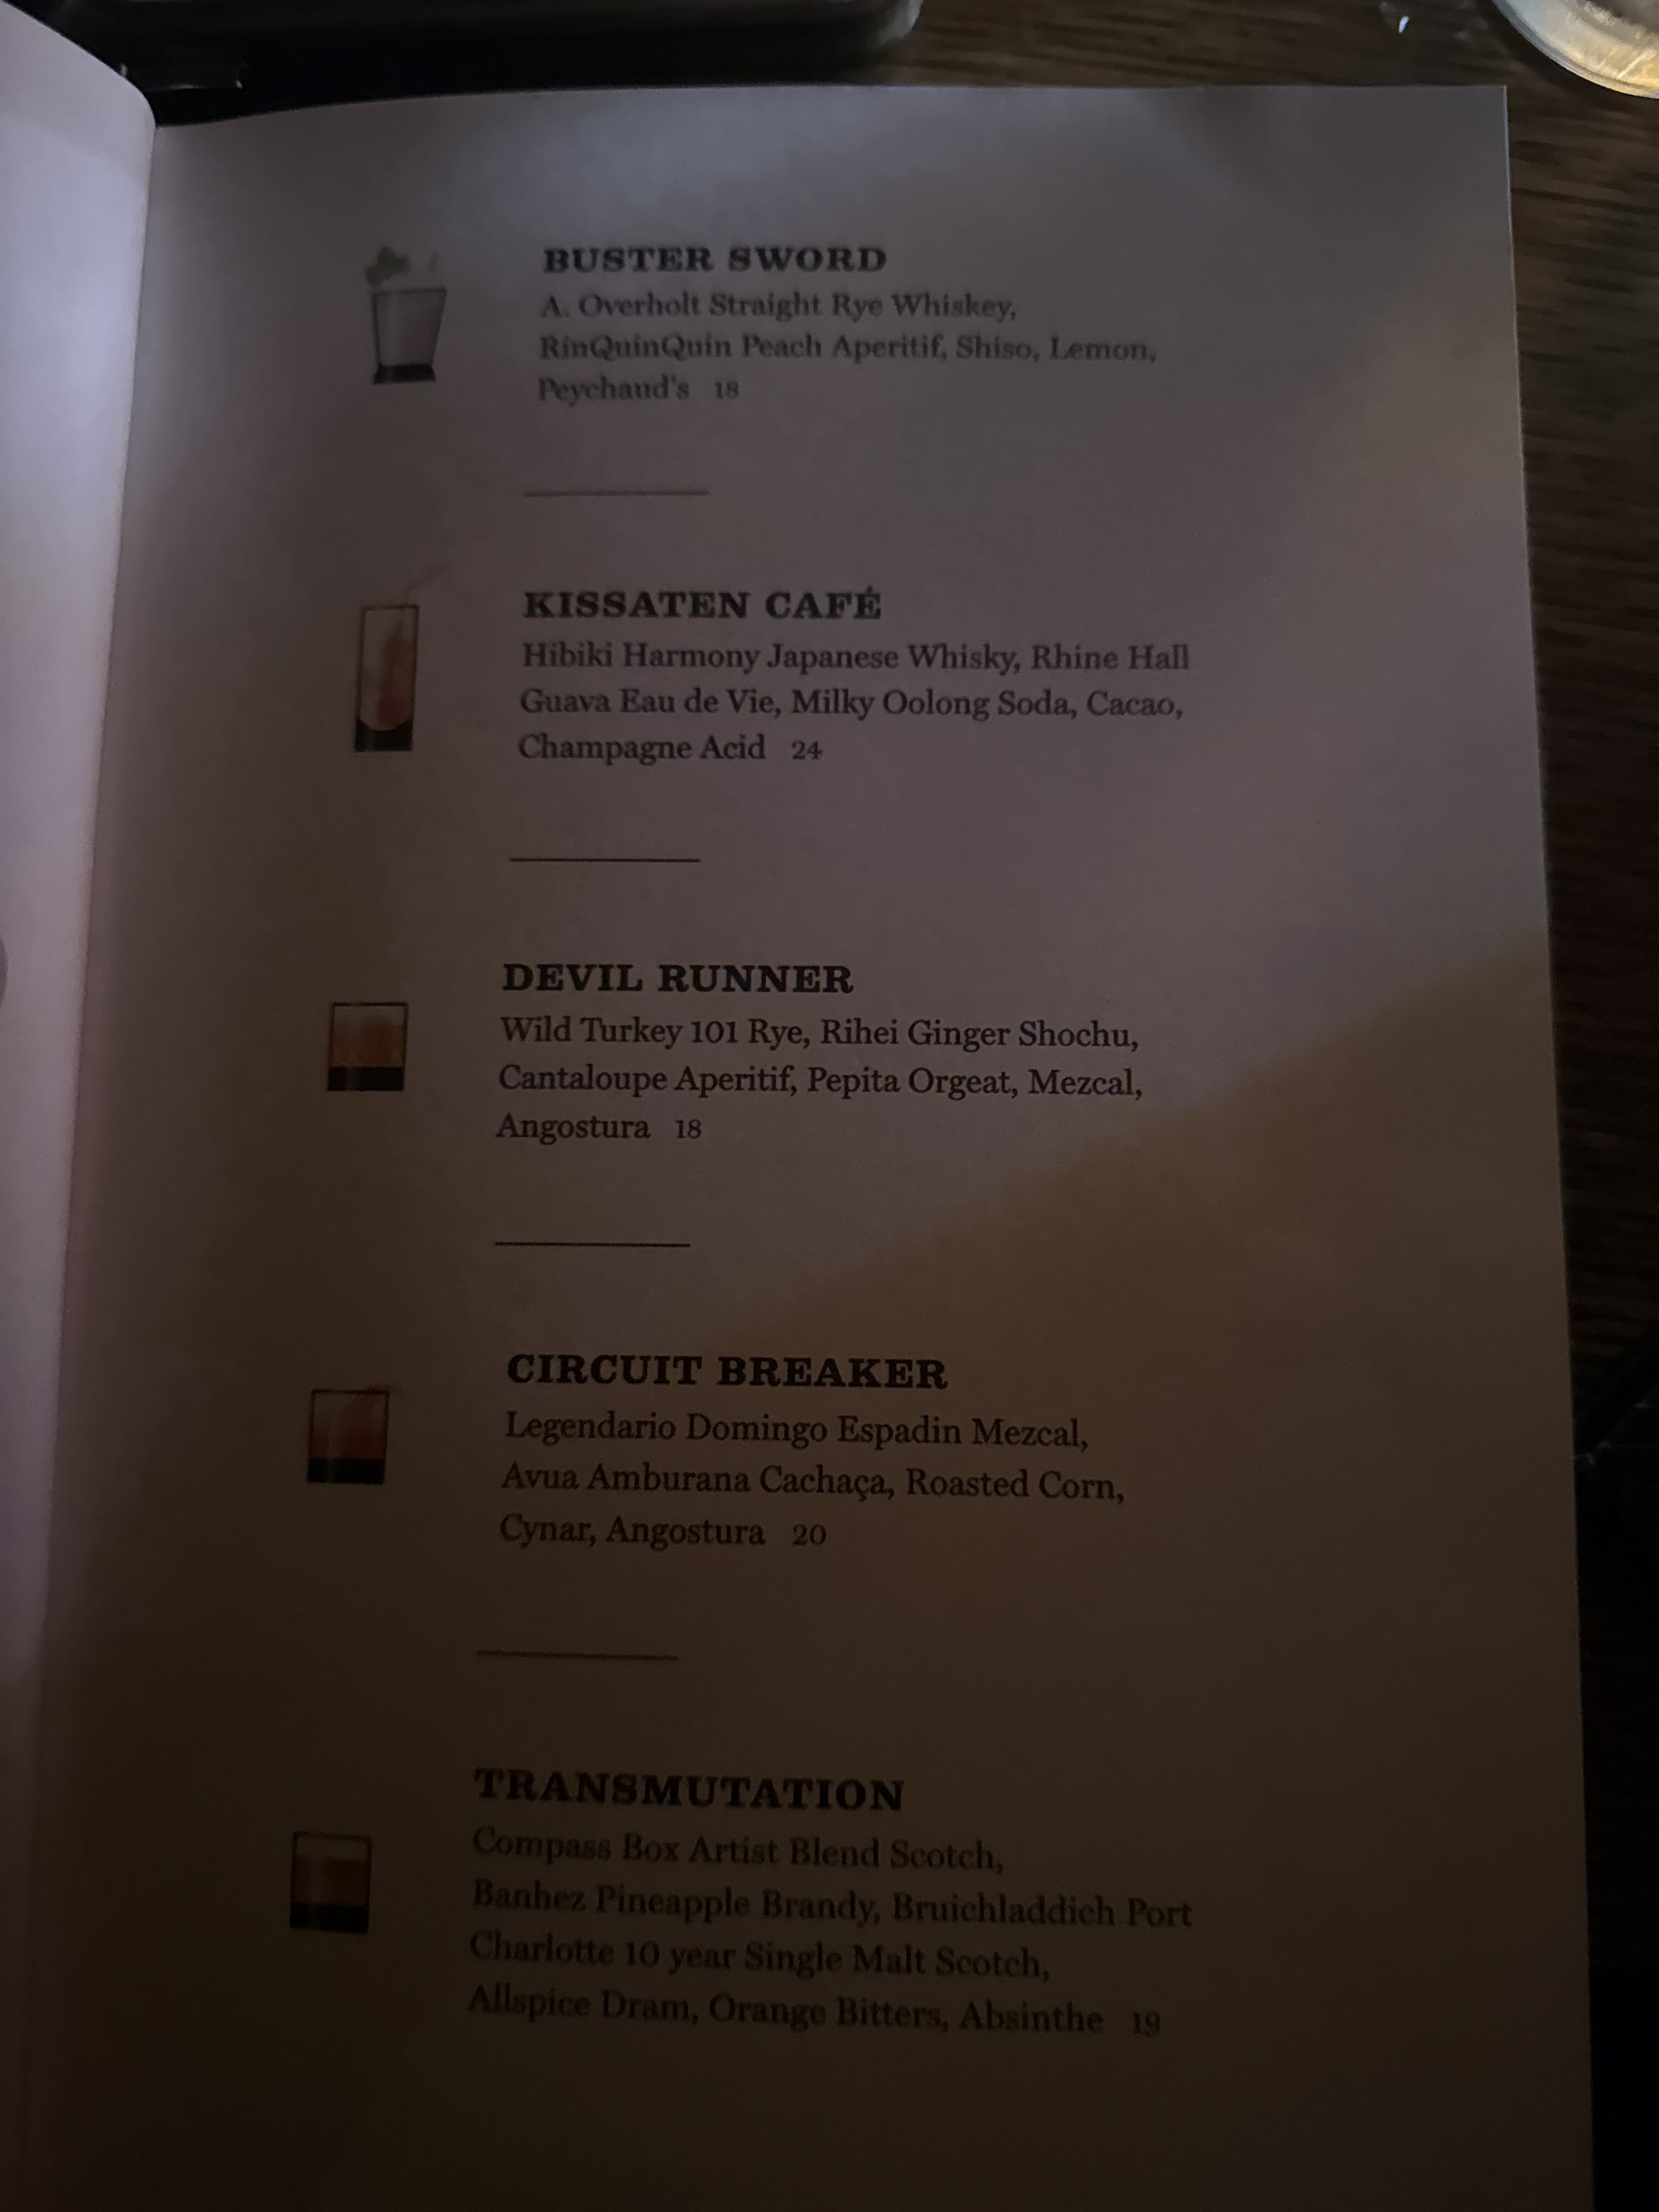 BUSTER SWORD
A. Overholt Straight Rye Whiskey,
RinQuinQuin Peach Aperitif, Shiso, Lemon,
Peychaud's 18
KISSATEN CAFÉ
Hibiki Harmony Japanese Whisky, Rhine Hall
Guava Eau de Vie, Milky Oolong Soda, Cacao,
Champagne Acid 24
DEVIL RUNNER
Wild Turkey 101 Rye, Rihei Ginger Shochu,
Cantaloupe Aperitif, Pepita Orgeat, Mezcal,
Angostura 18
CIRCUIT BREAKER
Legendario Domingo Espadin Mezcal,
Avua Amburana Cachaça, Roasted Corn,
Cynar, Angostura 20
TRANSMUTATION
Compass Box Artist Blend Scotch,
Banhez Pineapple Brandy, Bruichladdich Port
Charlotte 10 year Single Malt Scotch,
Allspice Dram, Orange Bitters, Absinthe 19